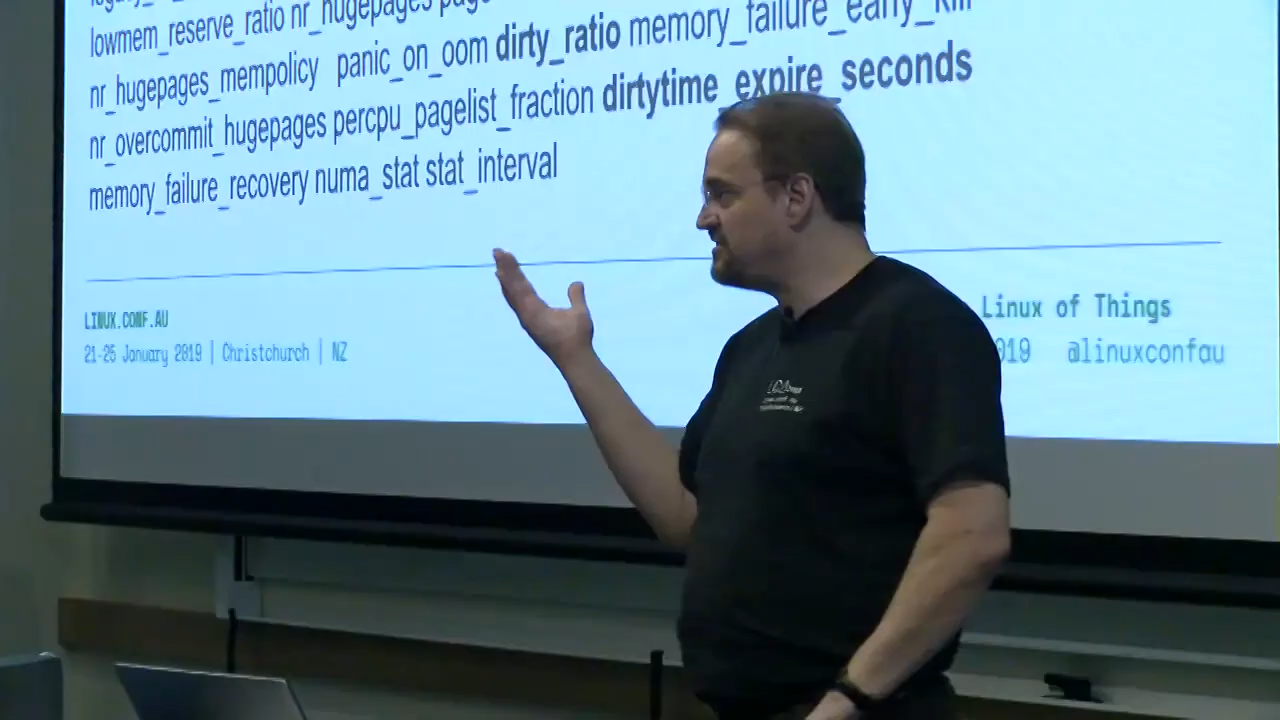 lowmem_reserve_ratio nr_hugepages
nr_hugepages_mempolicy panic_on_oom dirty_ratio memory_failure_early_kill
nr_overcommit_hugepages percpu_pagelist_fraction dirtytime_expire_seconds
memory_failure_recovery numa_stat stat_interval
LINUX.CONF.AU
21-25 January 2019 | Christchurch | NZ
Linux of Things
019 @linuxconfau